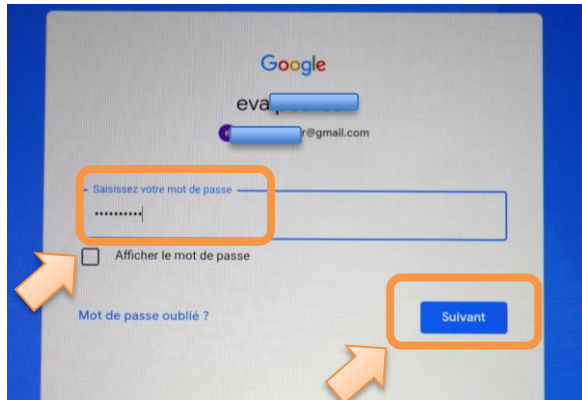 Google
eva
r@gmail.com
Saisissez votre mot de passe
••••••••••
Afficher le mot de passe
Mot de passe oublié ?
Suivant